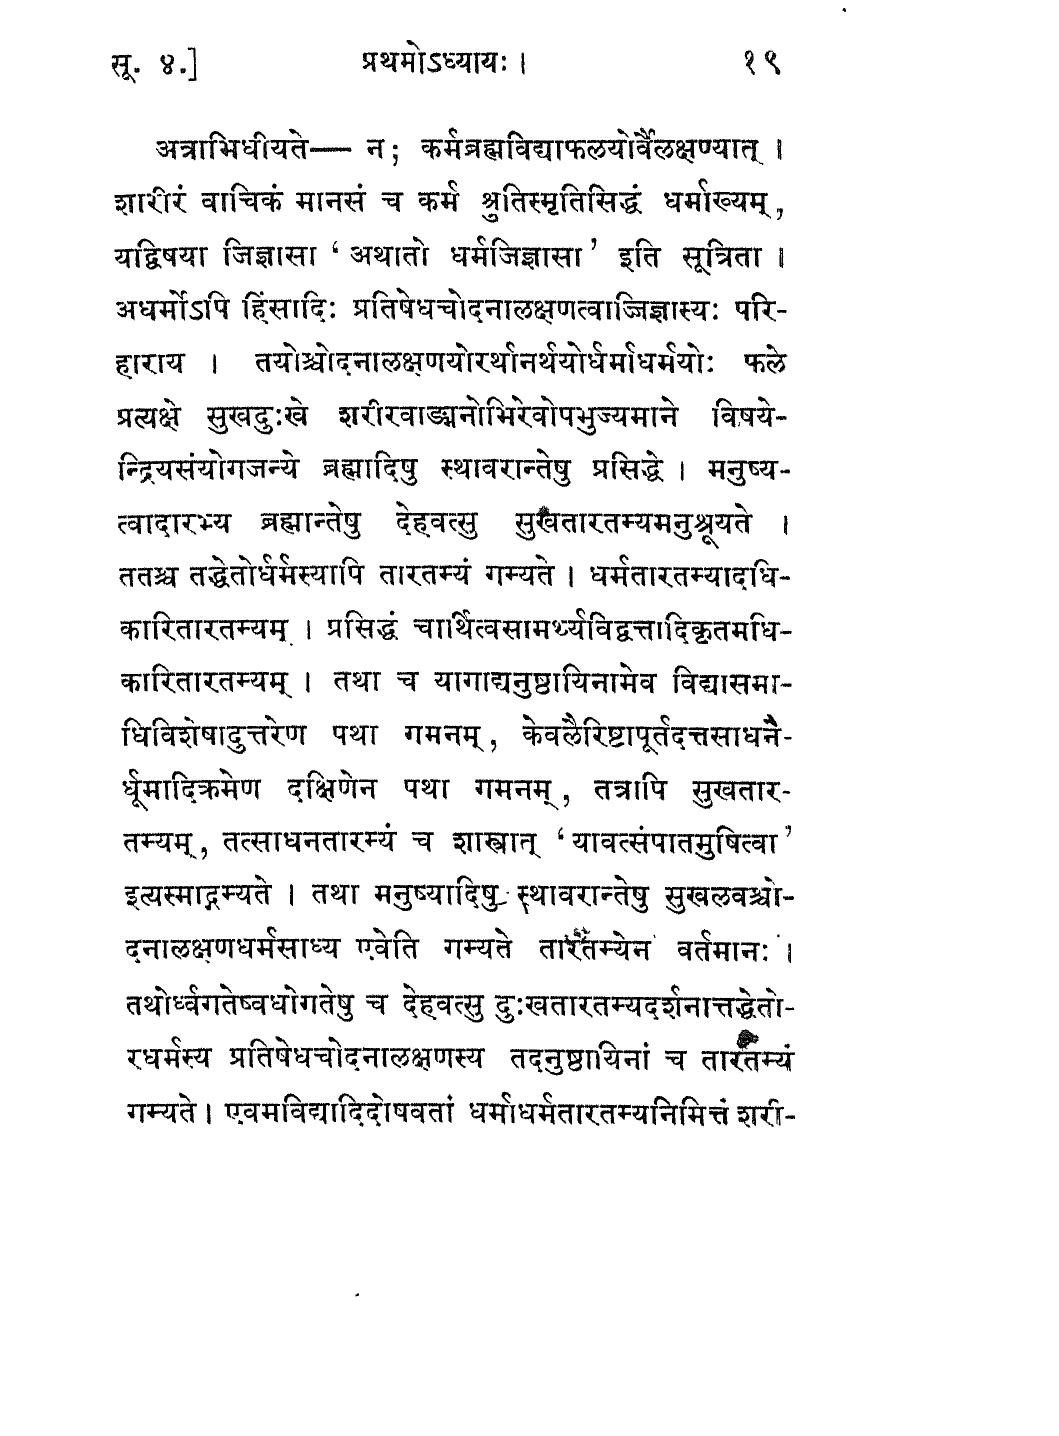 सू. ४.] प्रथमोऽध्यायः । १९
अत्राभिधीयते— न; कर्मब्रह्मविद्याफलयोर्वैलक्षण्यात् ।
शारीरं वाचिकं मानसं च कर्म श्रुतिस्मृतिसिद्धं धर्माख्यम्,
यद्विषया जिज्ञासा ‘अथातो धर्मजिज्ञासा’ इति सूत्रिता ।
अधर्मोऽपि हिंसादिः प्रतिषेधचोदनालक्षणत्वाज्जिज्ञास्यः परि-
हाराय । तयोश्चोदनालक्षणयोरर्थानर्थयोर्धर्माधर्मयोः फले
प्रत्यक्षे सुखदुःखे शरीरवाङ्मनोभिरेवोपभुज्यमाने विषये-
न्द्रियसंयोगजन्ये ब्रह्मादिषु स्थावरान्तेषु प्रसिद्धे । मनुष्य-
त्वादारभ्य ब्रह्मान्तेषु देहवत्सु सुखतारतम्यमनुश्रूयते ।
ततश्च तद्धेतोर्धर्मस्यापि तारतम्यं गम्यते । धर्मतारतम्यादधि-
कारितारतम्यम् । प्रसिद्धं चार्थित्वसामर्थ्यविद्वत्तादिकृतमधि-
कारितारतम्यम् । तथा च यागाद्यनुष्ठायिनामेव विद्यासमा-
धिविशेषादुत्तरेण पथा गमनम्, केवलैरिष्टापूर्तदत्तसाधनै-
र्धूमादिक्रमेण दक्षिणेन पथा गमनम्, तत्रापि सुखतार-
तम्यम्, तत्साधनतारम्यं च शास्त्रात् ‘यावत्संपातमुषित्वा’
इत्यस्माद्गम्यते । तथा मनुष्यादिषु स्थावरान्तेषु सुखलवश्चो-
दनालक्षणधर्मसाध्य एवेति गम्यते तारतम्येन वर्तमानः ।
तथोर्ध्वगतेष्वधोगतेषु च देहवत्सु दुःखतारतम्यदर्शनात्तद्धेतो-
रधर्मस्य प्रतिषेधचोदनालक्षणस्य तदनुष्ठायिनां च तारतम्यं
गम्यते । एवमविद्यादिदोषवतां धर्माधर्मतारतम्यनिमित्तं शरी-